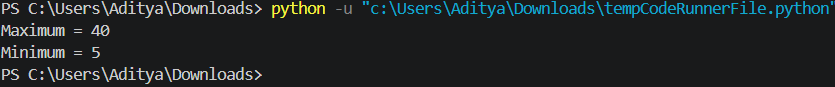 PS C:\Users\Aditya\Downloads> python -u "c:\Users\Aditya\Downloads\tempCodeRunnerFile.python"
Maximum = 40
Minimum = 5
PS C:\Users\Aditya\Downloads>